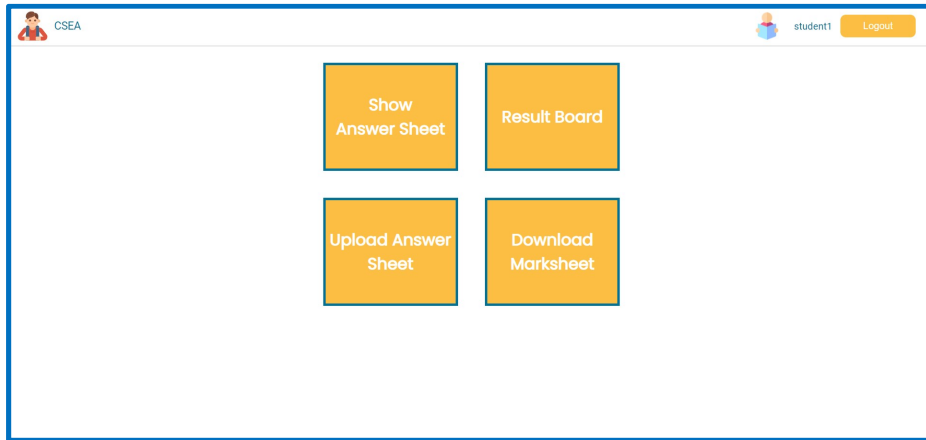 CSEA
student1
Logout
Show
Answer Sheet
Result Board
Upload Answer
Sheet
Download
Marksheet